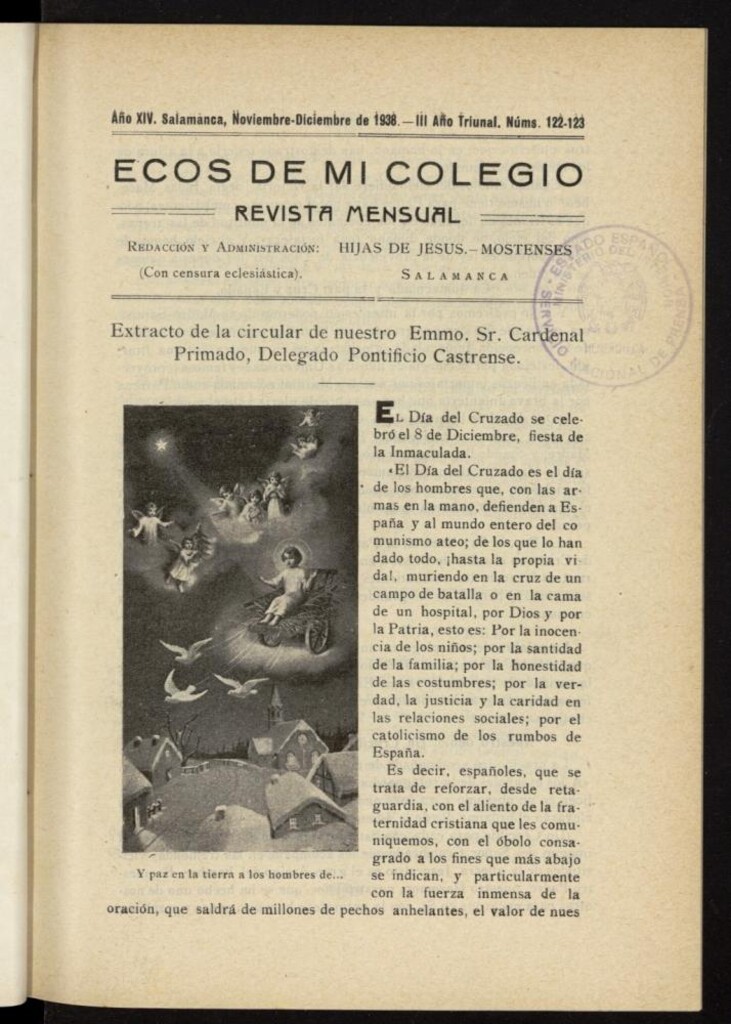 Año XIV. Salamanca, Noviembre-Diciembre de 1938.—III Año Triunal. Núms. 122-123
ECOS DE MI COLEGIO
REVISTA MENSUAL
REDACCIÓN Y ADMINISTRACIÓN: HIJAS DE JESUS.—MOSTENSES
(Con censura eclesiástica). SALAMANCA
Extracto de la circular de nuestro Emmo. Sr. Cardenal
Primado, Delegado Pontificio Castrense.
EL Día del Cruzado se cele-
bró el 8 de Diciembre, fiesta de
la Inmaculada.
«El Día del Cruzado es el día
de los hombres que, con las ar-
mas en la mano, defienden a Es-
paña y al mundo entero del co
munismo ateo; de los que lo han
dado todo, ¡hasta la propia vi-
da!, muriendo en la cruz de un
campo de batalla o en la cama
de un hospital, por Dios y por
la Patria, esto es: Por la inocen-
cia de los niños; por la santidad
de la familia; por la honestidad
de las costumbres; por la ver-
dad, la justicia y la caridad en
las relaciones sociales; por el
catolicismo de los rumbos de
España.
Es decir, españoles, que se
trata de reforzar, desde reta-
guardia, con el aliento de la fra-
ternidad cristiana que les comu-
niquemos, con el óbolo consa-
grado a los fines que más abajo
se indican, y particularmente
con la fuerza inmensa de la
oración, que saldrá de millones de pechos anhelantes, el valor de nues
Y paz en la tierra a los hombres de...
ESTADO ESPAÑOL
MINISTERIO DEL INTERIOR
SERVICIO NACIONAL DE PRENSA